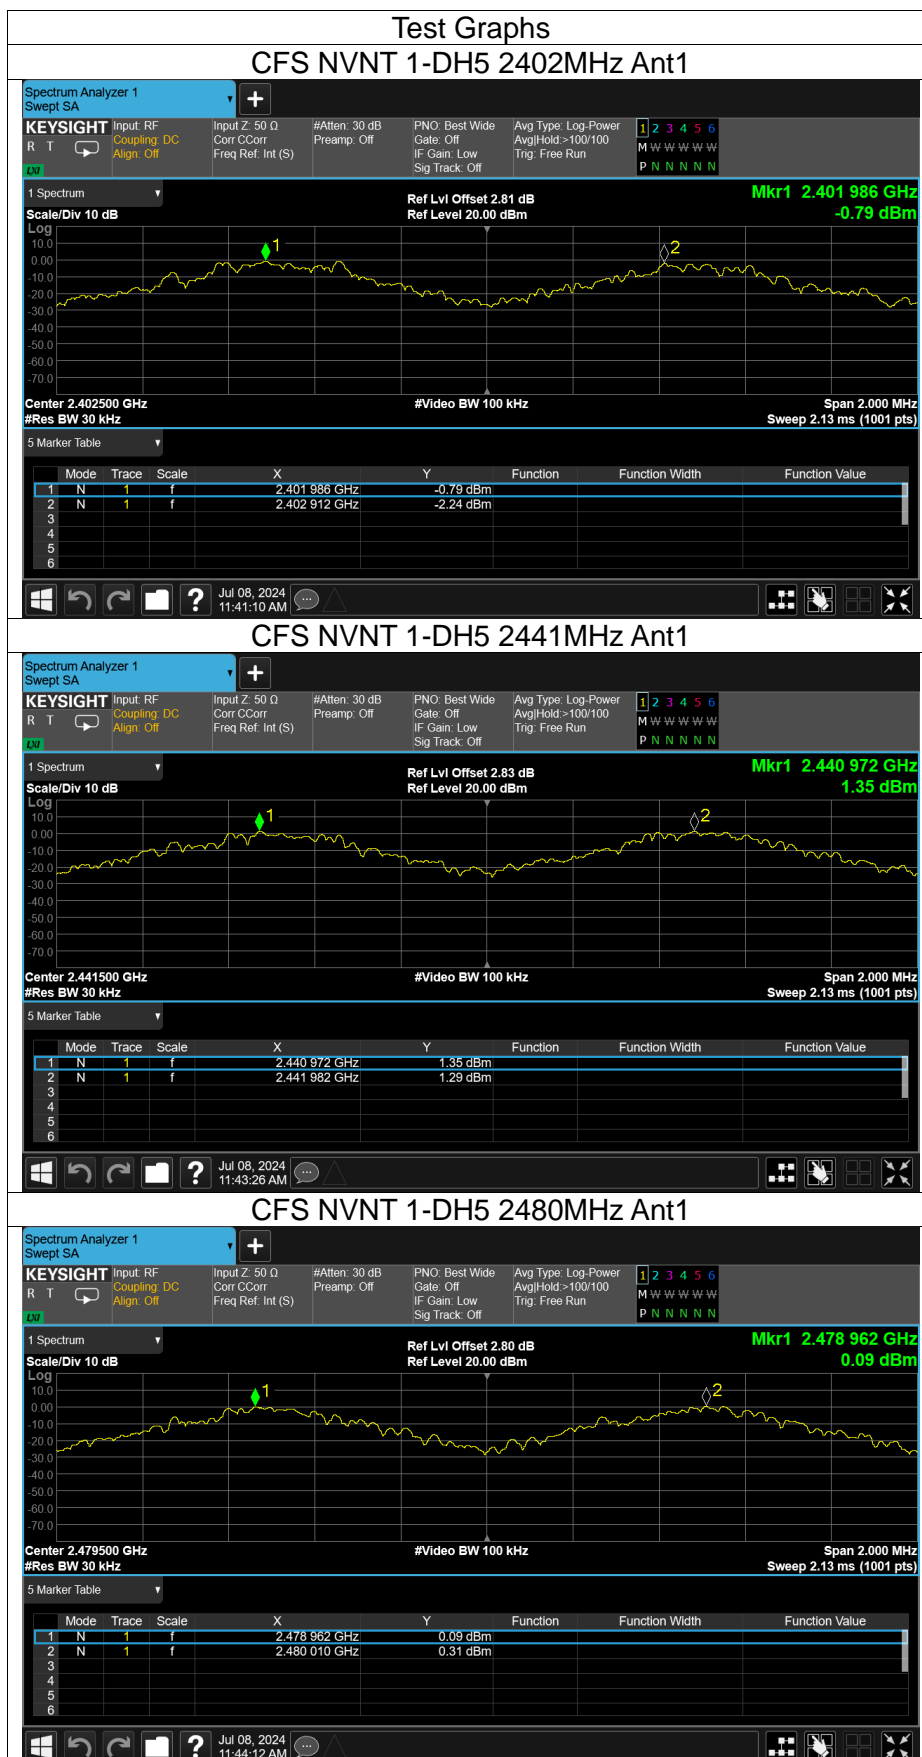 Test Graphs
CFS NVNT 1-DH5 2402MHz Ant1
Spectrum Analyzer 1
Swept SA
KEYSIGHT Input: RF Input Z: 50 Ω #Atten: 30 dB PNO: Best Wide Avg Type: Log-Power 1 2 3 4 5 6
R T Coupling: DC Corr CCorr Preamp: Off Gate: Off Avg|Hold:>100/100 M W W W W W
Align: Off Freq Ref: Int (S) IF Gain: Low Trig: Free Run
LXI Sig Track: Off P N N N N N
1 Spectrum Ref Lvl Offset 2.81 dB Mkr1 2.401 986 GHz
Scale/Div 10 dB Ref Level 20.00 dBm -0.79 dBm
Log
1 2
10.0
0.00
-10.0
-20.0
-30.0
-40.0
-50.0
-60.0
-70.0
Center 2.402500 GHz #Video BW 100 kHz Span 2.000 MHz
#Res BW 30 kHz Sweep 2.13 ms (1001 pts)
5 Marker Table
Mode Trace Scale X Y Function Function Width Function Value
1 N 1 f 2.401 986 GHz -0.79 dBm
2 N 1 f 2.402 912 GHz -2.24 dBm
3
4
5
6
? Jul 08, 2024
11:41:10 AM
CFS NVNT 1-DH5 2441MHz Ant1
Spectrum Analyzer 1
Swept SA
KEYSIGHT Input: RF Input Z: 50 Ω #Atten: 30 dB PNO: Best Wide Avg Type: Log-Power 1 2 3 4 5 6
R T Coupling: DC Corr CCorr Preamp: Off Gate: Off Avg|Hold:>100/100 M W W W W W
Align: Off Freq Ref: Int (S) IF Gain: Low Trig: Free Run
LXI Sig Track: Off P N N N N N
1 Spectrum Ref Lvl Offset 2.83 dB Mkr1 2.440 972 GHz
Scale/Div 10 dB Ref Level 20.00 dBm 1.35 dBm
Log
1 2
10.0
0.00
-10.0
-20.0
-30.0
-40.0
-50.0
-60.0
-70.0
Center 2.441500 GHz #Video BW 100 kHz Span 2.000 MHz
#Res BW 30 kHz Sweep 2.13 ms (1001 pts)
5 Marker Table
Mode Trace Scale X Y Function Function Width Function Value
1 N 1 f 2.440 972 GHz 1.35 dBm
2 N 1 f 2.441 982 GHz 1.29 dBm
3
4
5
6
? Jul 08, 2024
11:43:26 AM
CFS NVNT 1-DH5 2480MHz Ant1
Spectrum Analyzer 1
Swept SA
KEYSIGHT Input: RF Input Z: 50 Ω #Atten: 30 dB PNO: Best Wide Avg Type: Log-Power 1 2 3 4 5 6
R T Coupling: DC Corr CCorr Preamp: Off Gate: Off Avg|Hold:>100/100 M W W W W W
Align: Off Freq Ref: Int (S) IF Gain: Low Trig: Free Run
LXI Sig Track: Off P N N N N N
1 Spectrum Ref Lvl Offset 2.80 dB Mkr1 2.478 962 GHz
Scale/Div 10 dB Ref Level 20.00 dBm 0.09 dBm
Log
1 2
10.0
0.00
-10.0
-20.0
-30.0
-40.0
-50.0
-60.0
-70.0
Center 2.479500 GHz #Video BW 100 kHz Span 2.000 MHz
#Res BW 30 kHz Sweep 2.13 ms (1001 pts)
5 Marker Table
Mode Trace Scale X Y Function Function Width Function Value
1 N 1 f 2.478 962 GHz 0.09 dBm
2 N 1 f 2.480 010 GHz 0.31 dBm
3
4
5
6
? Jul 08, 2024
11:44:12 AM